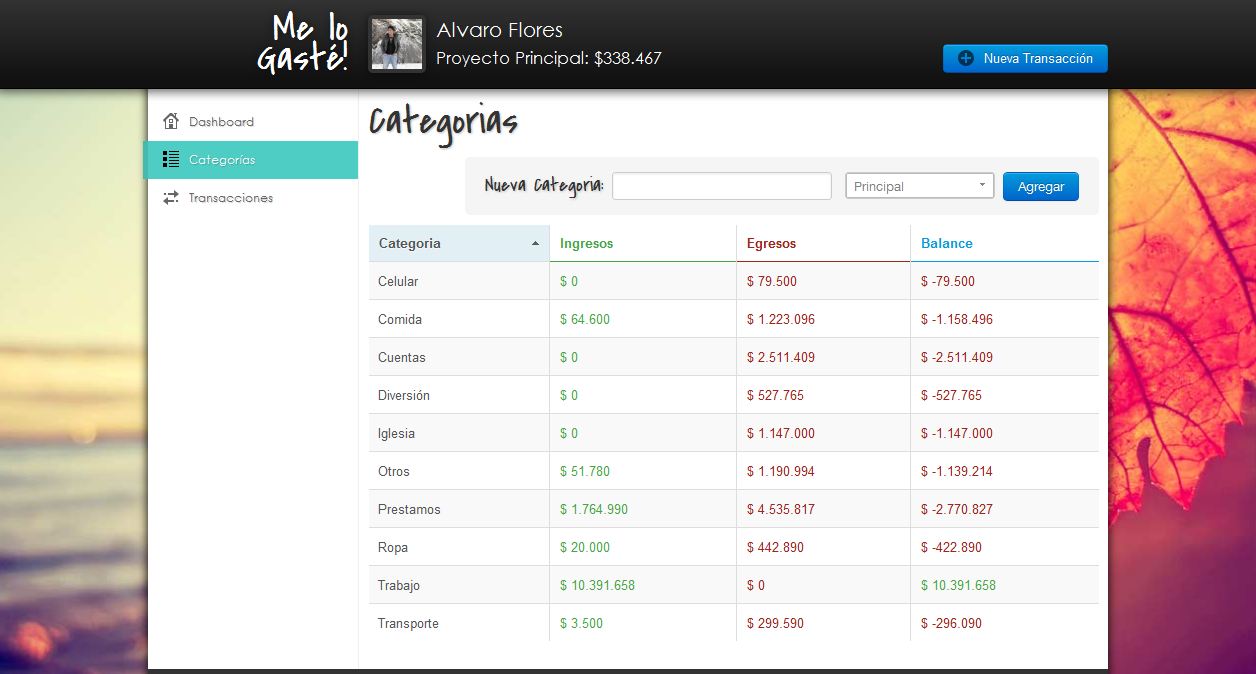 Me lo
Gasté!
Alvaro Flores
Proyecto Principal: $338.467
Nueva Transacción
Dashboard
Categorías
Transacciones
Categorias
Nueva Categoria:
Principal
Agregar
Categoria Ingresos Egresos Balance
Celular $ 0 $ 79.500 $ -79.500
Comida $ 64.600 $ 1.223.096 $ -1.158.496
Cuentas $ 0 $ 2.511.409 $ -2.511.409
Diversión $ 0 $ 527.765 $ -527.765
Iglesia $ 0 $ 1.147.000 $ -1.147.000
Otros $ 51.780 $ 1.190.994 $ -1.139.214
Prestamos $ 1.764.990 $ 4.535.817 $ -2.770.827
Ropa $ 20.000 $ 442.890 $ -422.890
Trabajo $ 10.391.658 $ 0 $ 10.391.658
Transporte $ 3.500 $ 299.590 $ -296.090